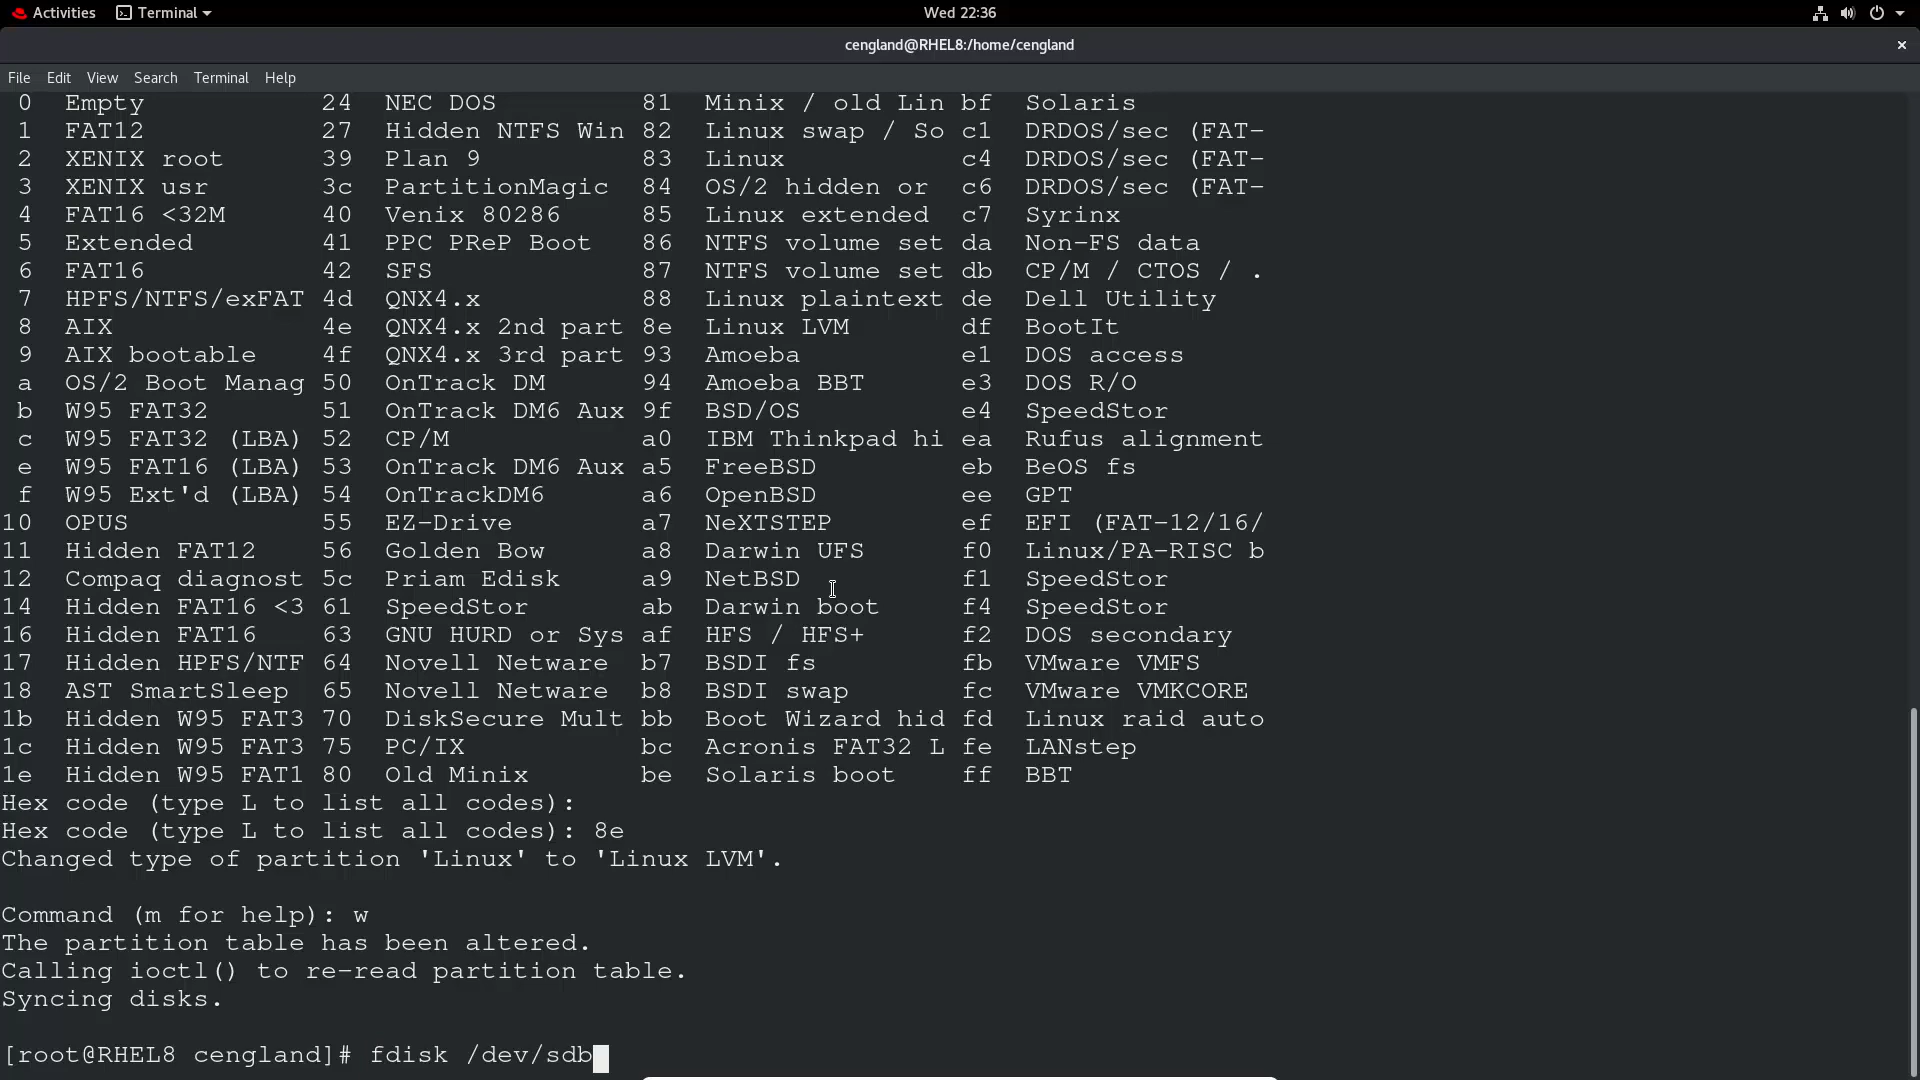 Activities Terminal Wed 22:36
cengland@RHEL8:/home/cengland ×
File Edit View Search Terminal Help
0 Empty 24 NEC DOS 81 Minix / old Lin bf Solaris
1 FAT12 27 Hidden NTFS Win 82 Linux swap / So c1 DRDOS/sec (FAT-
2 XENIX root 39 Plan 9 83 Linux c4 DRDOS/sec (FAT-
3 XENIX usr 3c PartitionMagic 84 OS/2 hidden or c6 DRDOS/sec (FAT-
4 FAT16 <32M 40 Venix 80286 85 Linux extended c7 Syrinx
5 Extended 41 PPC PReP Boot 86 NTFS volume set da Non-FS data
6 FAT16 42 SFS 87 NTFS volume set db CP/M / CTOS / .
7 HPFS/NTFS/exFAT 4d QNX4.x 88 Linux plaintext de Dell Utility
8 AIX 4e QNX4.x 2nd part 8e Linux LVM df BootIt
9 AIX bootable 4f QNX4.x 3rd part 93 Amoeba e1 DOS access
a OS/2 Boot Manag 50 OnTrack DM 94 Amoeba BBT e3 DOS R/O
b W95 FAT32 51 OnTrack DM6 Aux 9f BSD/OS e4 SpeedStor
c W95 FAT32 (LBA) 52 CP/M a0 IBM Thinkpad hi ea Rufus alignment
e W95 FAT16 (LBA) 53 OnTrack DM6 Aux a5 FreeBSD eb BeOS fs
f W95 Ext'd (LBA) 54 OnTrackDM6 a6 OpenBSD ee GPT
10 OPUS 55 EZ-Drive a7 NeXTSTEP ef EFI (FAT-12/16/
11 Hidden FAT12 56 Golden Bow a8 Darwin UFS f0 Linux/PA-RISC b
12 Compaq diagnost 5c Priam Edisk a9 NetBSD f1 SpeedStor
14 Hidden FAT16 <3 61 SpeedStor ab Darwin boot f4 SpeedStor
16 Hidden FAT16 63 GNU HURD or Sys af HFS / HFS+ f2 DOS secondary
17 Hidden HPFS/NTF 64 Novell Netware b7 BSDI fs fb VMware VMFS
18 AST SmartSleep 65 Novell Netware b8 BSDI swap fc VMware VMKCORE
1b Hidden W95 FAT3 70 DiskSecure Mult bb Boot Wizard hid fd Linux raid auto
1c Hidden W95 FAT3 75 PC/IX bc Acronis FAT32 L fe LANstep
1e Hidden W95 FAT1 80 Old Minix be Solaris boot ff BBT
Hex code (type L to list all codes):
Hex code (type L to list all codes): 8e
Changed type of partition 'Linux' to 'Linux LVM'.
Command (m for help): w
The partition table has been altered.
Calling ioctl() to re-read partition table.
Syncing disks.
[root@RHEL8 cengland]# fdisk /dev/sdb